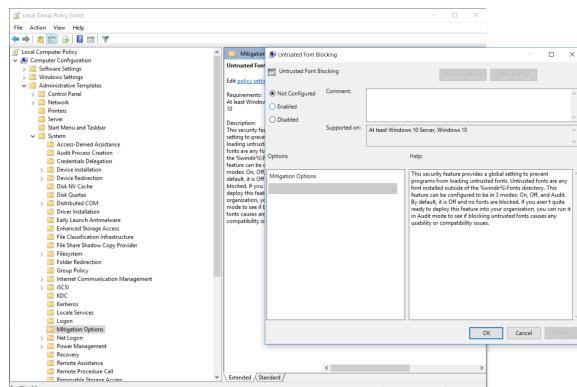 Local Group Policy Editor
File Action View Help
Local Computer Policy
Computer Configuration
Software Settings
Windows Settings
Administrative Templates
Control Panel
Network
Printers
Server
Start Menu and Taskbar
System
Access-Denied Assistance
Audit Process Creation
Credentials Delegation
Device Installation
Device Redirection
Disk NV Cache
Disk Quotas
Distributed COM
Driver Installation
Early Launch Antimalware
Enhanced Storage Access
File Classification Infrastructure
File Share Shadow Copy Provider
Filesystem
Folder Redirection
Group Policy
Internet Communication Management
iSCSI
KDC
Kerberos
Locale Services
Logon
Mitigation Options
Net Logon
Power Management
Recovery
Remote Assistance
Remote Procedure Call
Removable Storage Access
Mitigation
Untrusted Font
Edit policy setti
Requirements:
At least Window
10
Description:
This security fea
setting to preve
loading untrust
fonts are any fo
the %windir%\F
feature can be c
modes: On, Off,
default, it is Off
blocked. If you
deploy this feat
organization, yo
mode to see if b
fonts causes an
compatibility is
Extended Standard
Untrusted Font Blocking
Untrusted Font Blocking
Previous Setting Next Setting
Not Configured
Enabled
Disabled
Comment:
Supported on:
At least Windows 10 Server, Windows 10
Options:
Help:
Mitigation Options
This security feature provides a global setting to prevent
programs from loading untrusted fonts. Untrusted fonts are any
font installed outside of the %windir%\Fonts directory. This
feature can be configured to be in 3 modes: On, Off, and Audit.
By default, it is Off and no fonts are blocked. If you aren't quite
ready to deploy this feature into your organization, you can run it
in Audit mode to see if blocking untrusted fonts causes any
usability or compatibility issues.
OK Cancel Apply